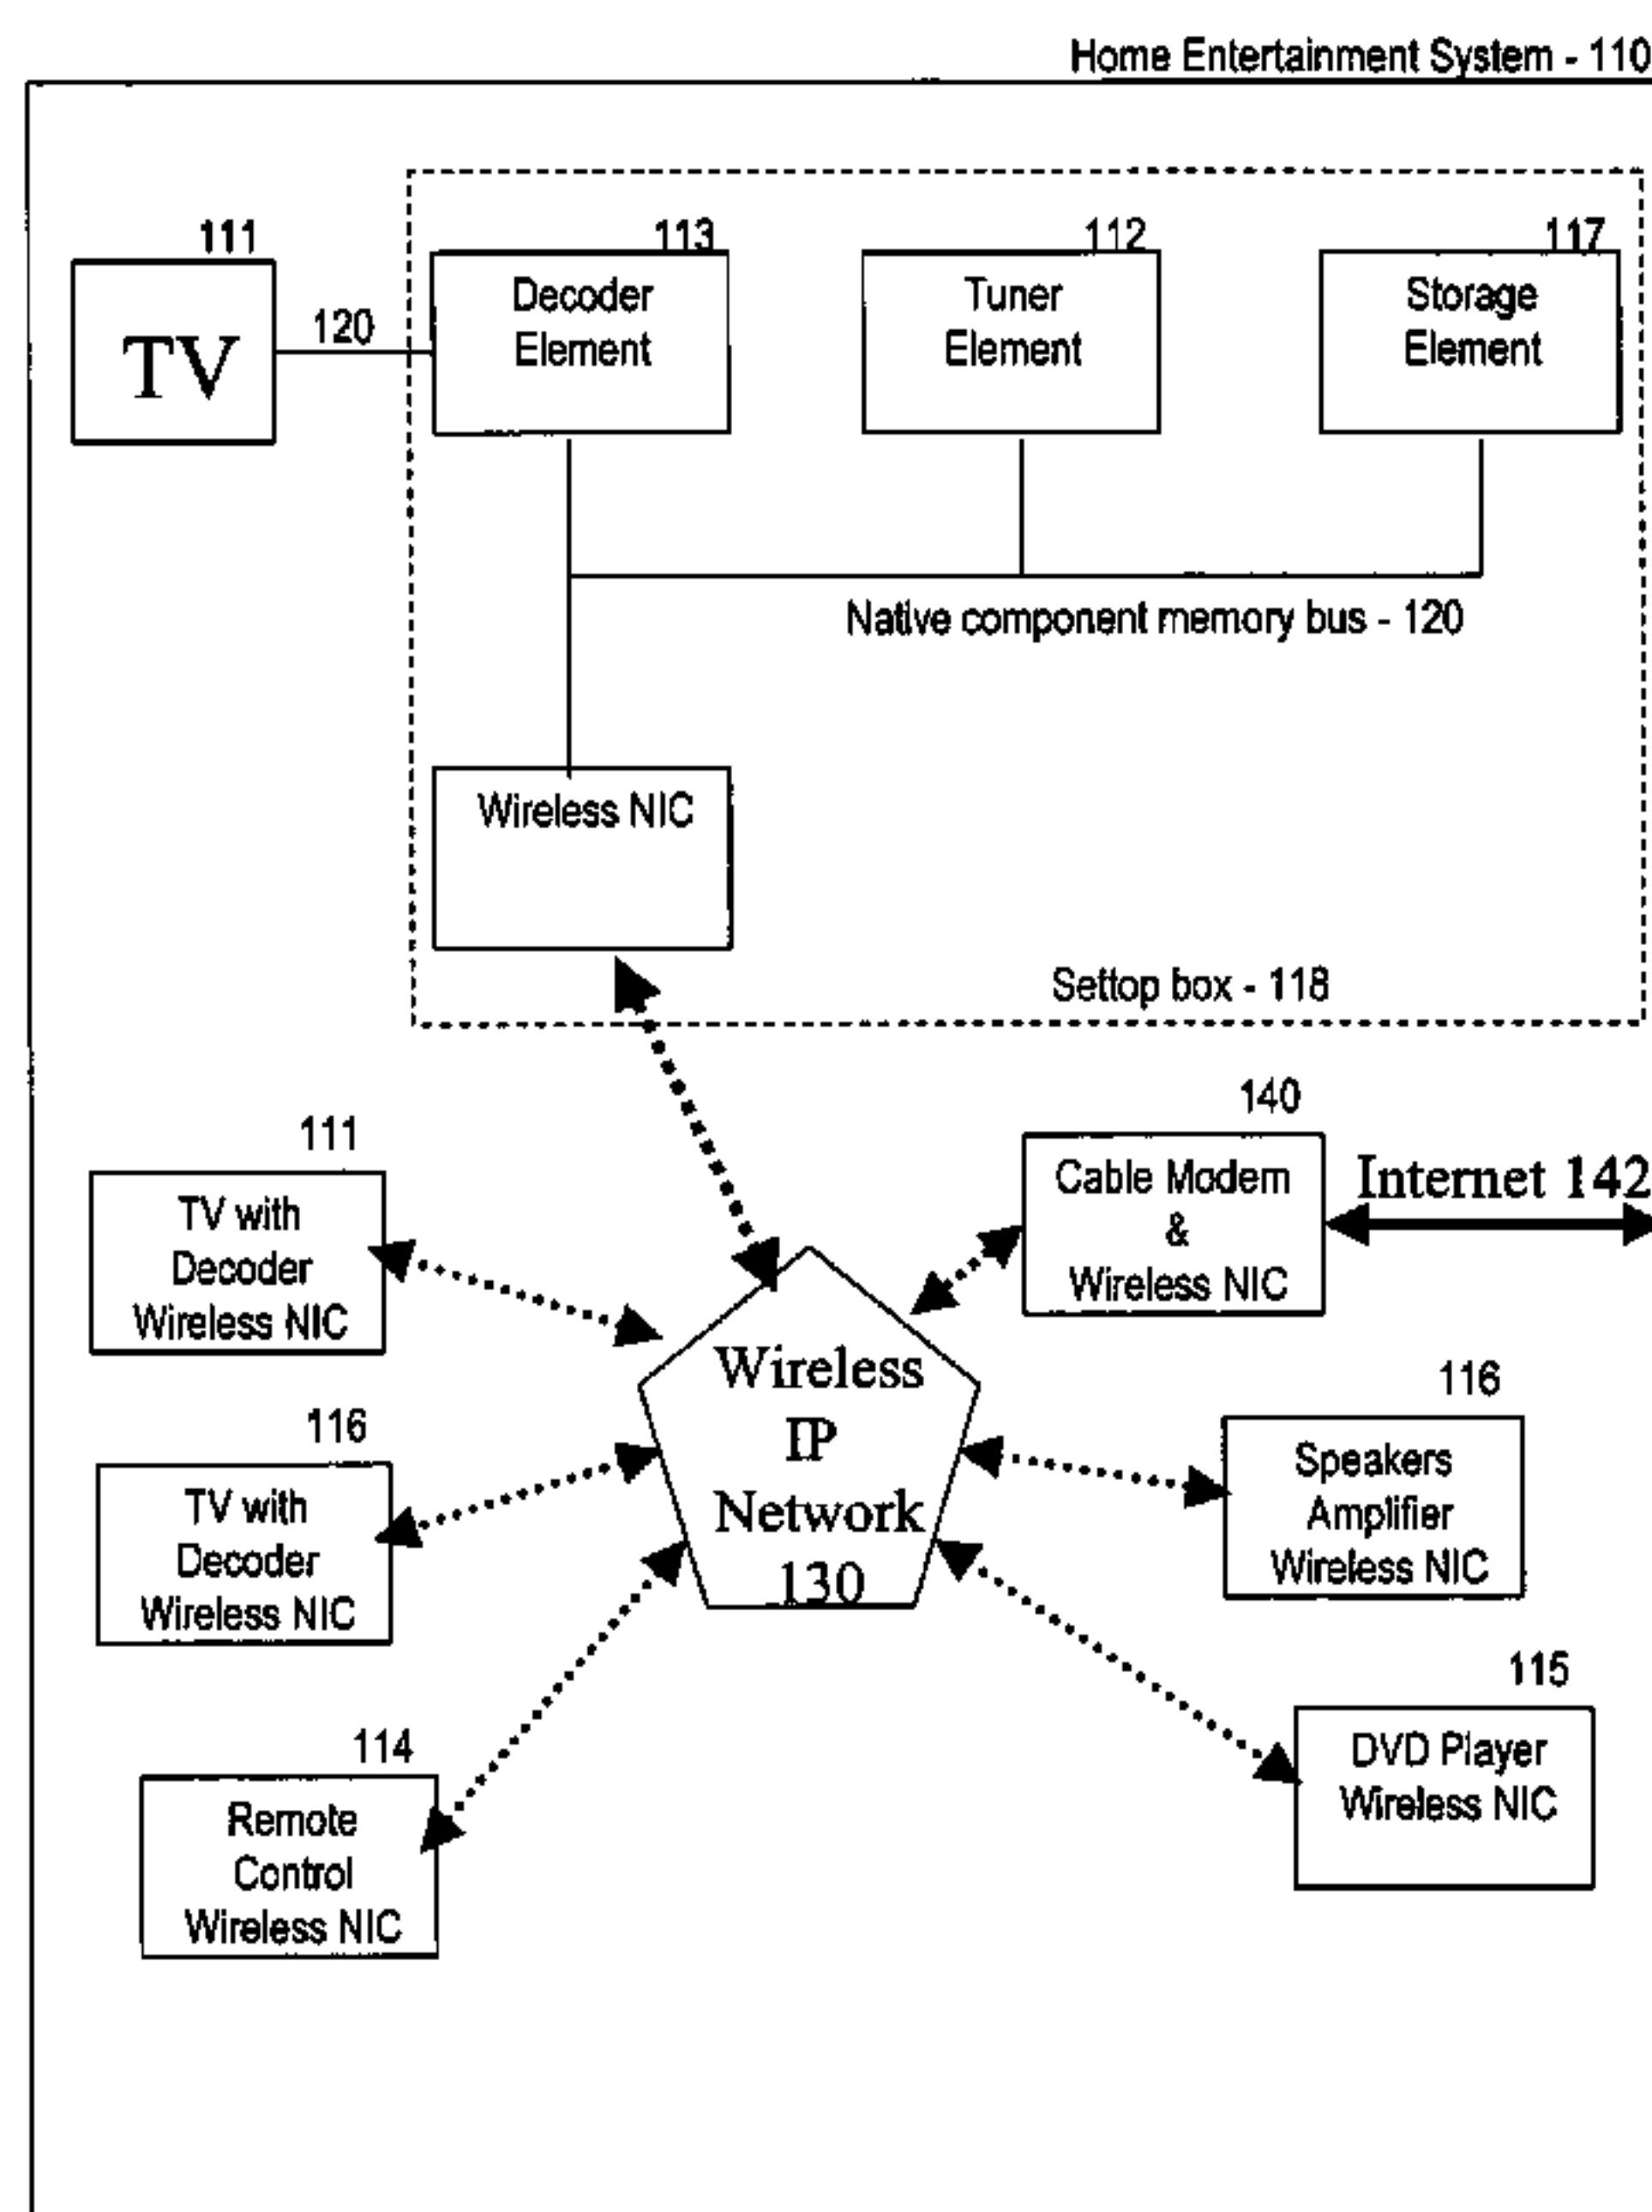 Home Entertainment System - 110
111
113
112
117
TV
120
Decoder
Element
Tuner
Element
Storage
Element
Native component memory bus - 120
Wireless NIC
Settop box - 118
111
TV with
Decoder
Wireless NIC
140
Cable Modem
&
Wireless NIC
Internet 142
Wireless
IP
Network
130
116
TV with
Decoder
Wireless NIC
116
Speakers
Amplifier
Wireless NIC
114
Remote
Control
Wireless NIC
115
DVD Player
Wireless NIC